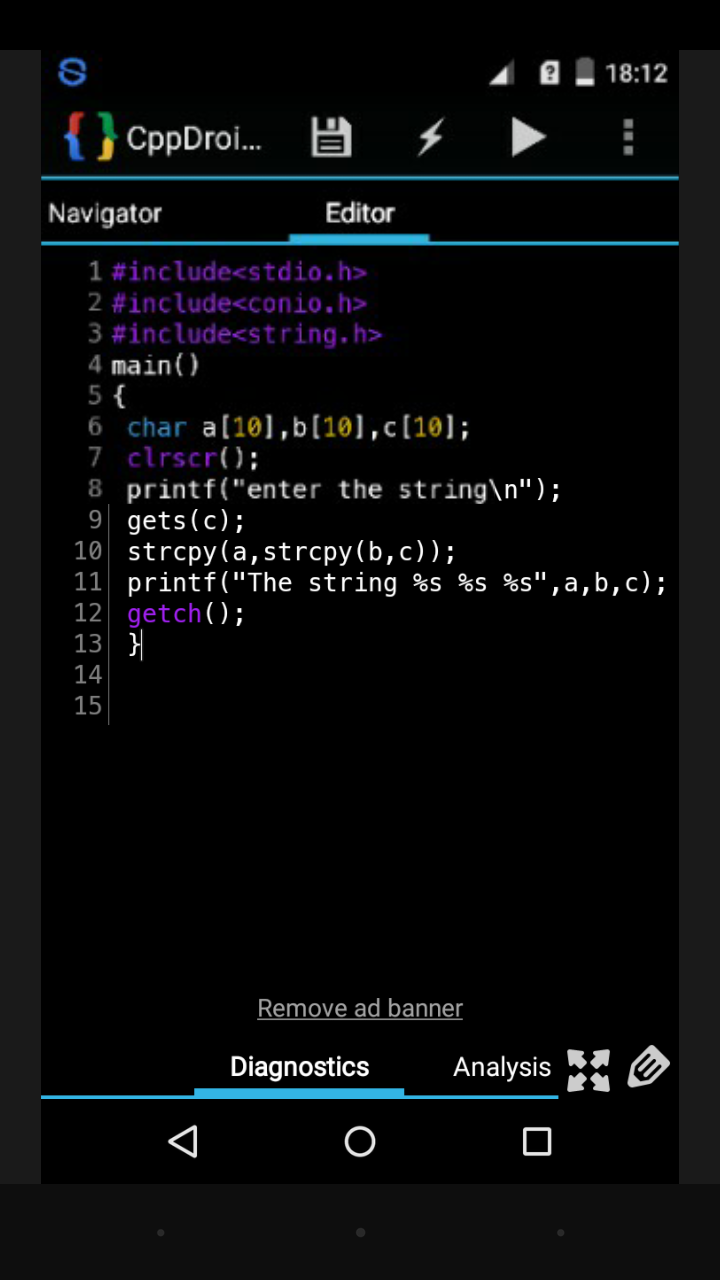 18:12
CppDroi...
Navigator
Editor
1 #include<stdio.h>
2 #include<conio.h>
3 #include<string.h>
4 main()
5 {
6 char a[10],b[10],c[10];
7 clrscr();
8 printf("enter the string\n");
9 gets(c);
10 strcpy(a,strcpy(b,c));
11 printf("The string %s %s %s",a,b,c);
12 getch();
13 }
14
15
Remove ad banner
Diagnostics
Analysis